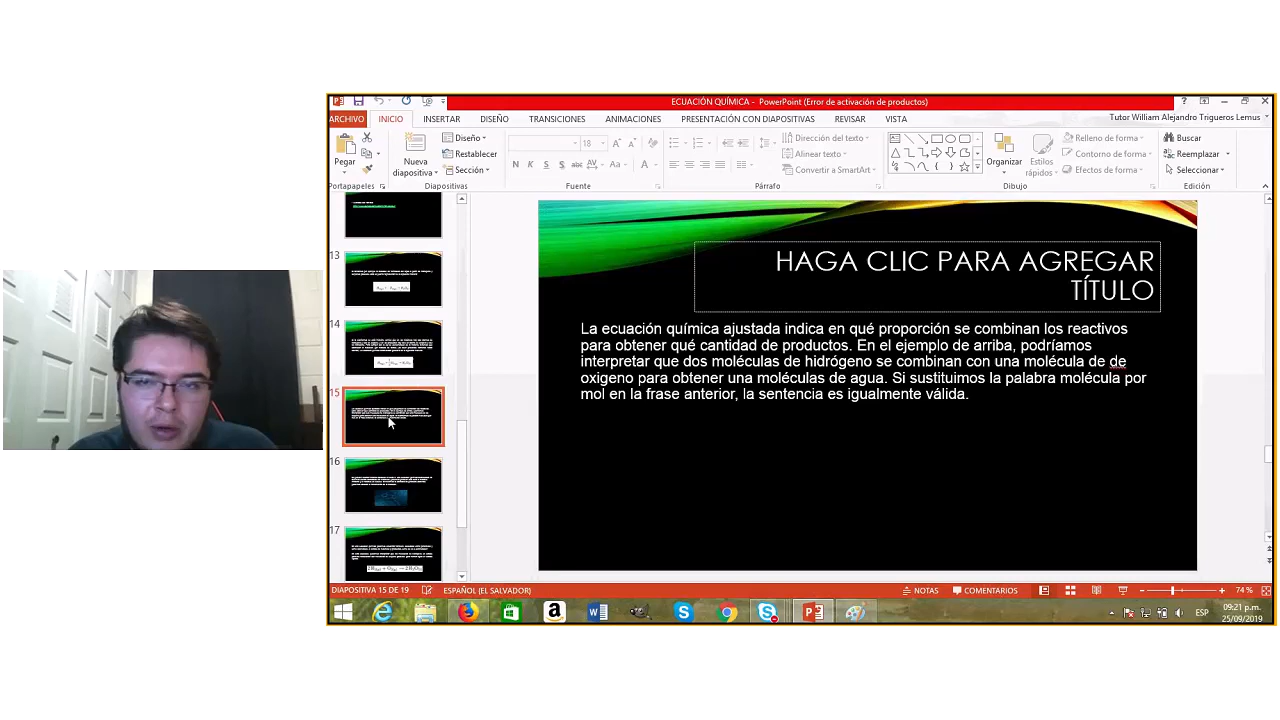 ECUACIÓN QUÍMICA - PowerPoint (Error de activación de productos)
ARCHIVO INICIO INSERTAR DISEÑO TRANSICIONES ANIMACIONES PRESENTACIÓN CON DIAPOSITIVAS REVISAR VISTA Tutor William Alejandro Trigueros Lemus
Pegar
Nueva
diapositiva
Diseño
Restablecer
Sección
18
N K S S abc AV Aa A
Dirección del texto
Alinear texto
Convertir a SmartArt
Organizar
Estilos
rápidos
Relleno de forma
Contorno de forma
Efectos de forma
Buscar
Reemplazar
Seleccionar
Portapapeles Diapositivas Fuente Párrafo Dibujo Edición
13
14
15
16
17
HAGA CLIC PARA AGREGAR
TÍTULO
La ecuación química ajustada indica en qué proporción se combinan los reactivos
para obtener qué cantidad de productos. En el ejemplo de arriba, podríamos
interpretar que dos moléculas de hidrógeno se combinan con una molécula de de
oxigeno para obtener una moléculas de agua. Si sustituimos la palabra molécula por
mol en la frase anterior, la sentencia es igualmente válida.
DIAPOSITIVA 15 DE 19 ESPAÑOL (EL SALVADOR) NOTAS COMENTARIOS 74 %
ESP
09:21 p.m.
25/09/2019